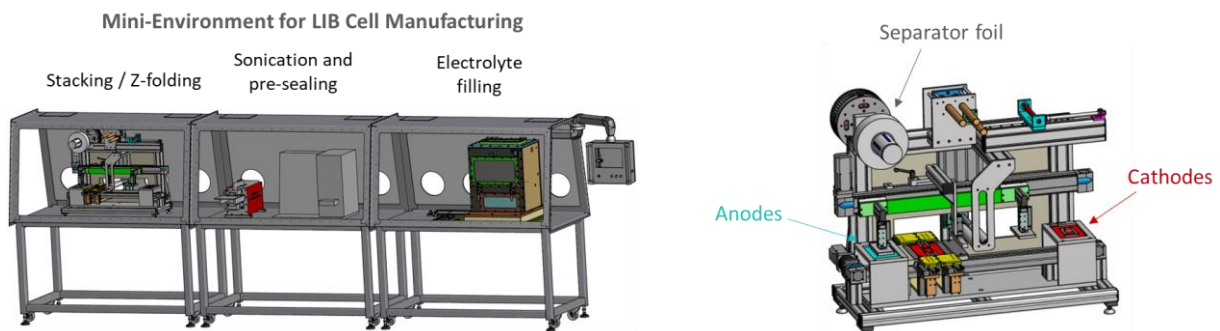 Mini-Environment for LIB Cell Manufacturing
Stacking / Z-folding
Sonication and
pre-sealing
Electrolyte
filling
Separator foil
Anodes
Cathodes